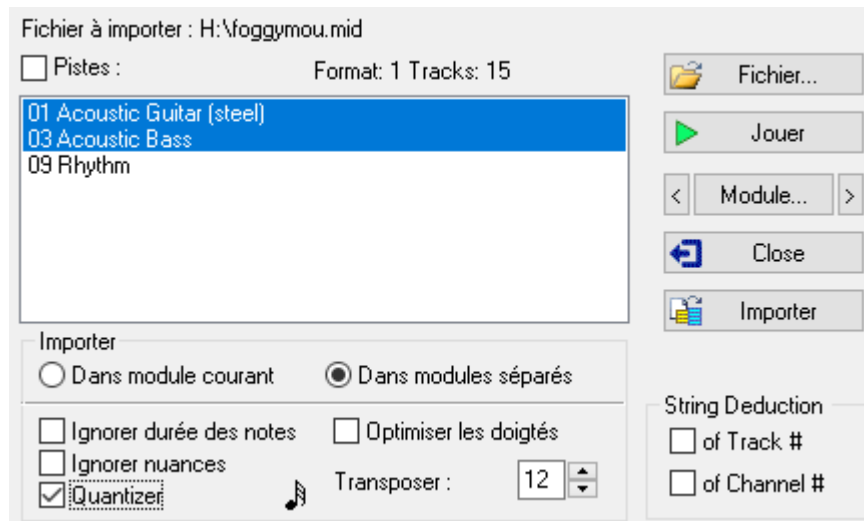 Fichier à importer : H:\foggymou.mid
Pistes : Format: 1 Tracks: 15
01 Acoustic Guitar (steel)
03 Acoustic Bass
09 Rhythm
Fichier...
Jouer
< Module... >
Close
Importer
Importer
Dans module courant Dans modules séparés
Ignorer durée des notes Optimiser les doigtés
Ignorer nuances
Quantizer
Transposer : 12
String Deduction
of Track #
of Channel #